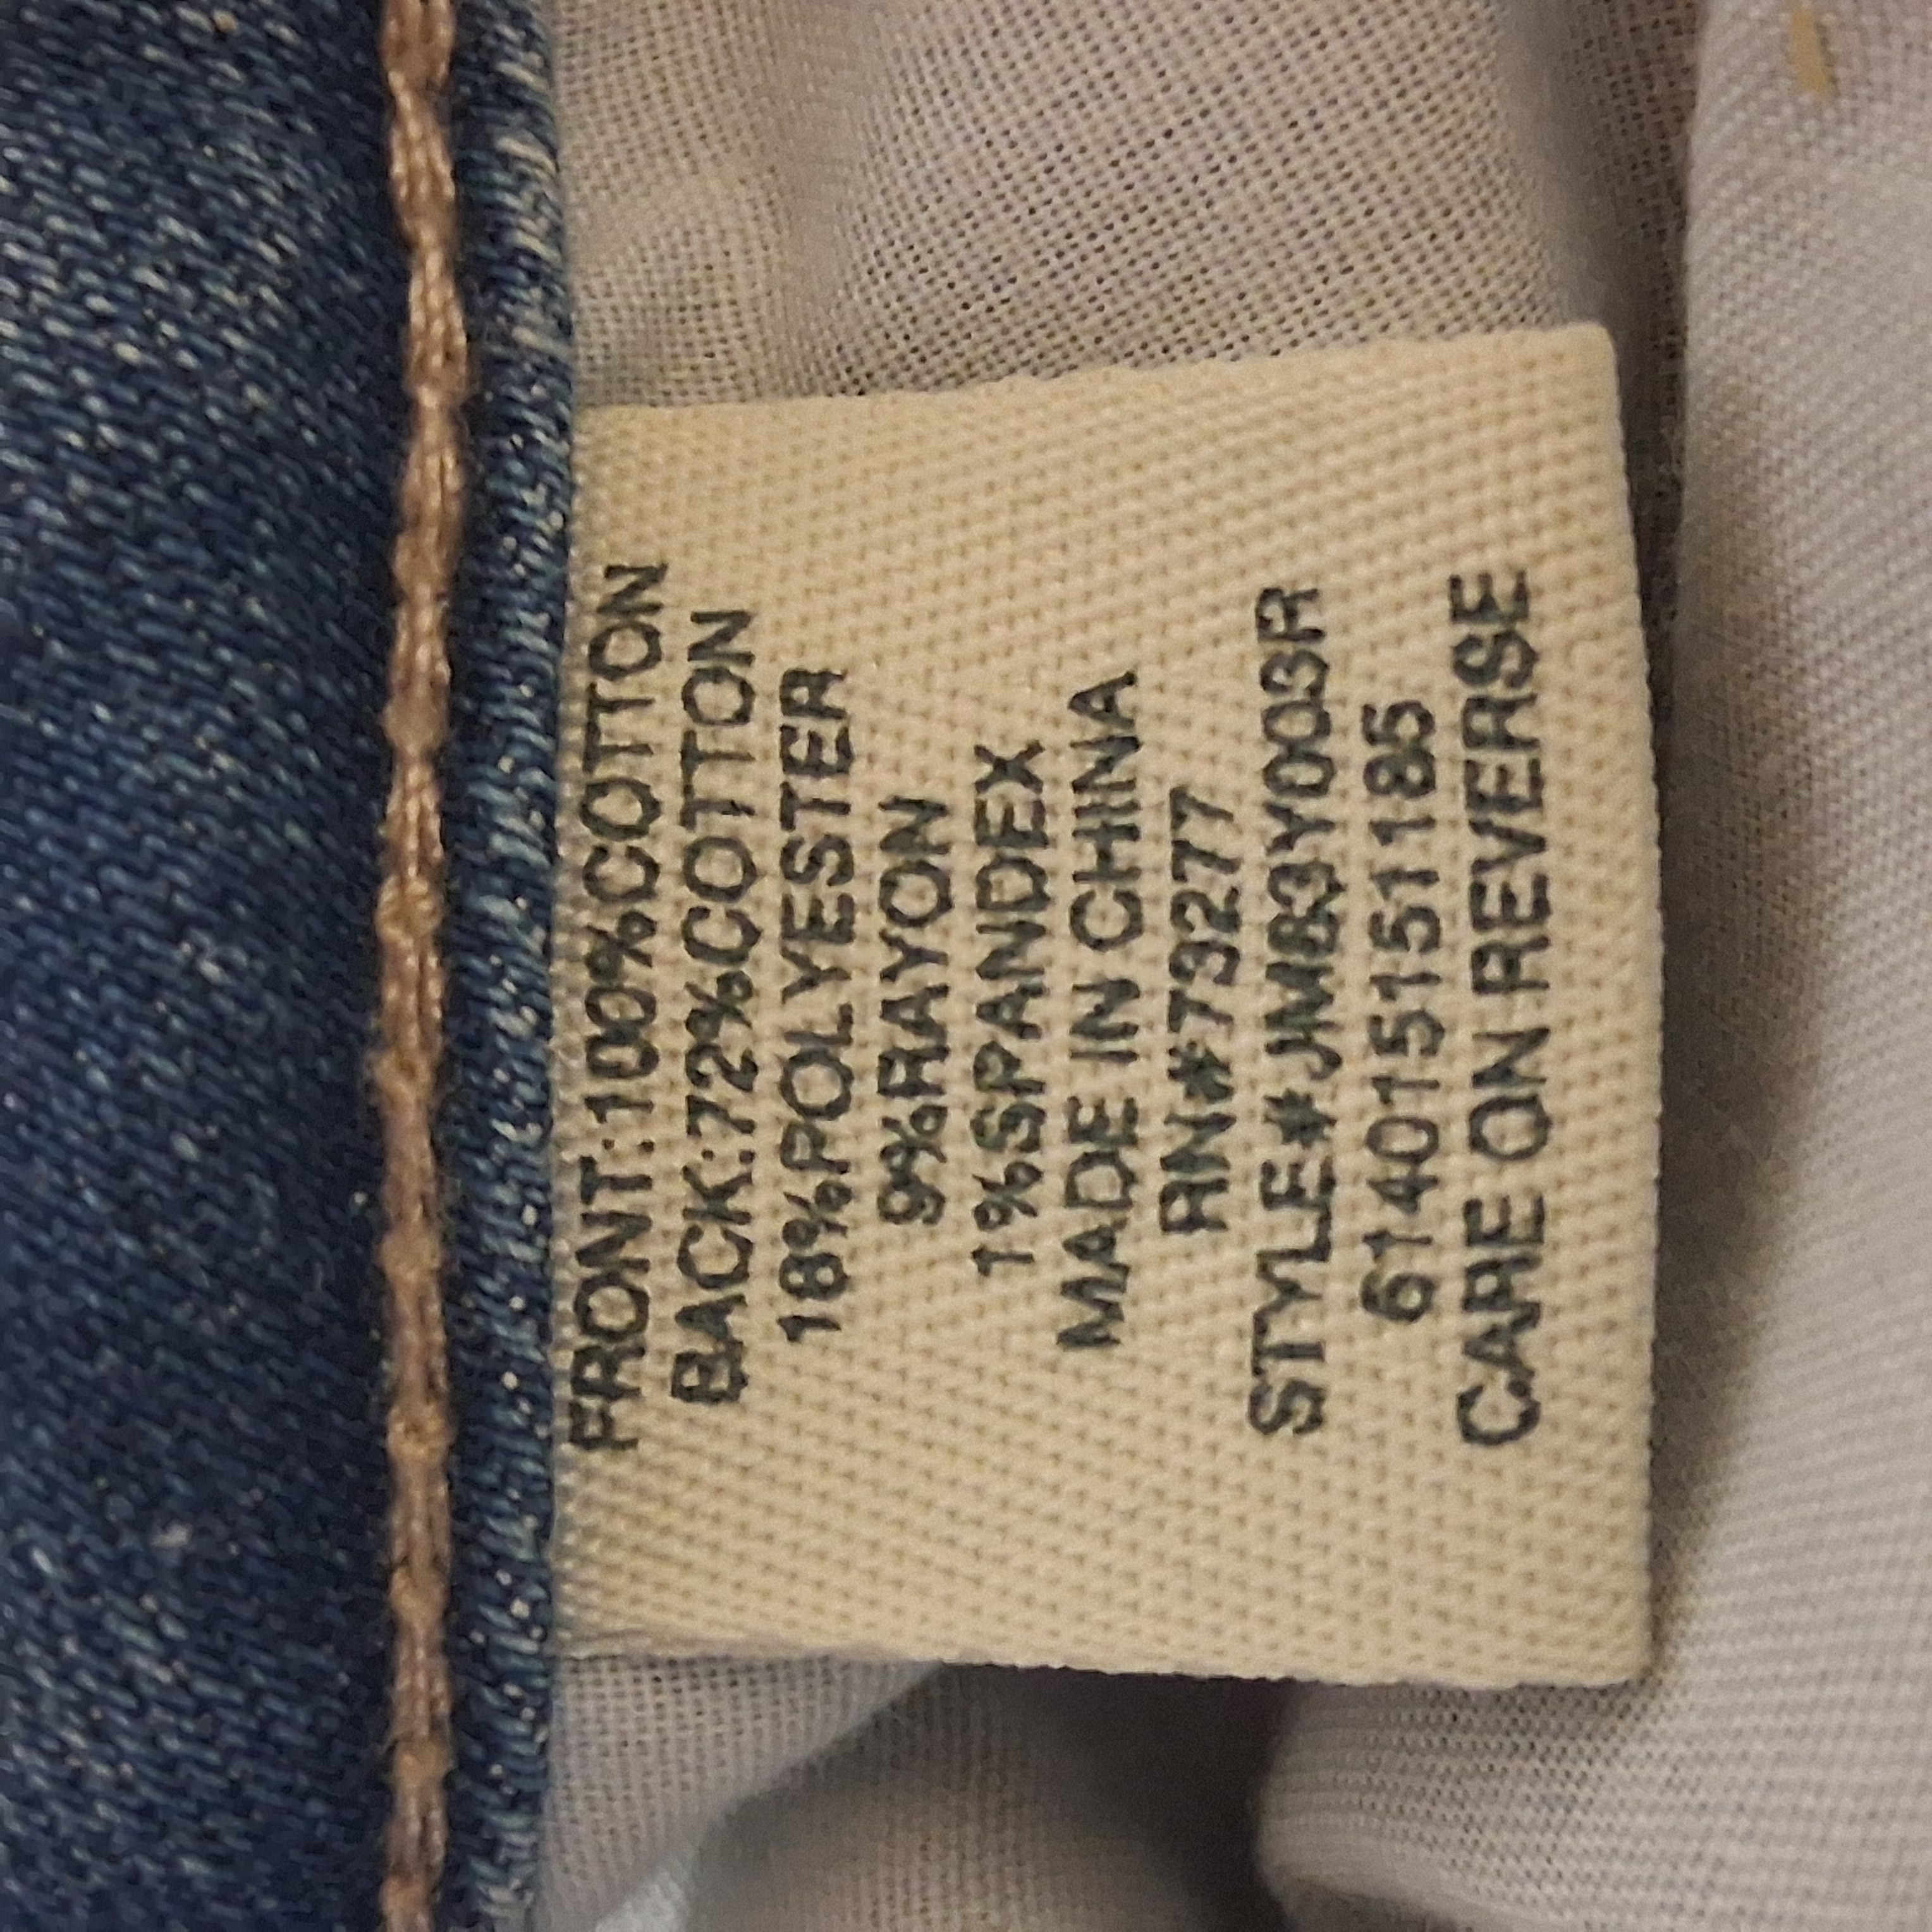 FRONT:100%COTTON
BACK:72%COTTON
18%POLYESTER
9%RAYON
1%SPANDEX
MADE IN CHINA
RN#73277
STYLE#JM83Y003R
614015151185
CARE ON REVERSE